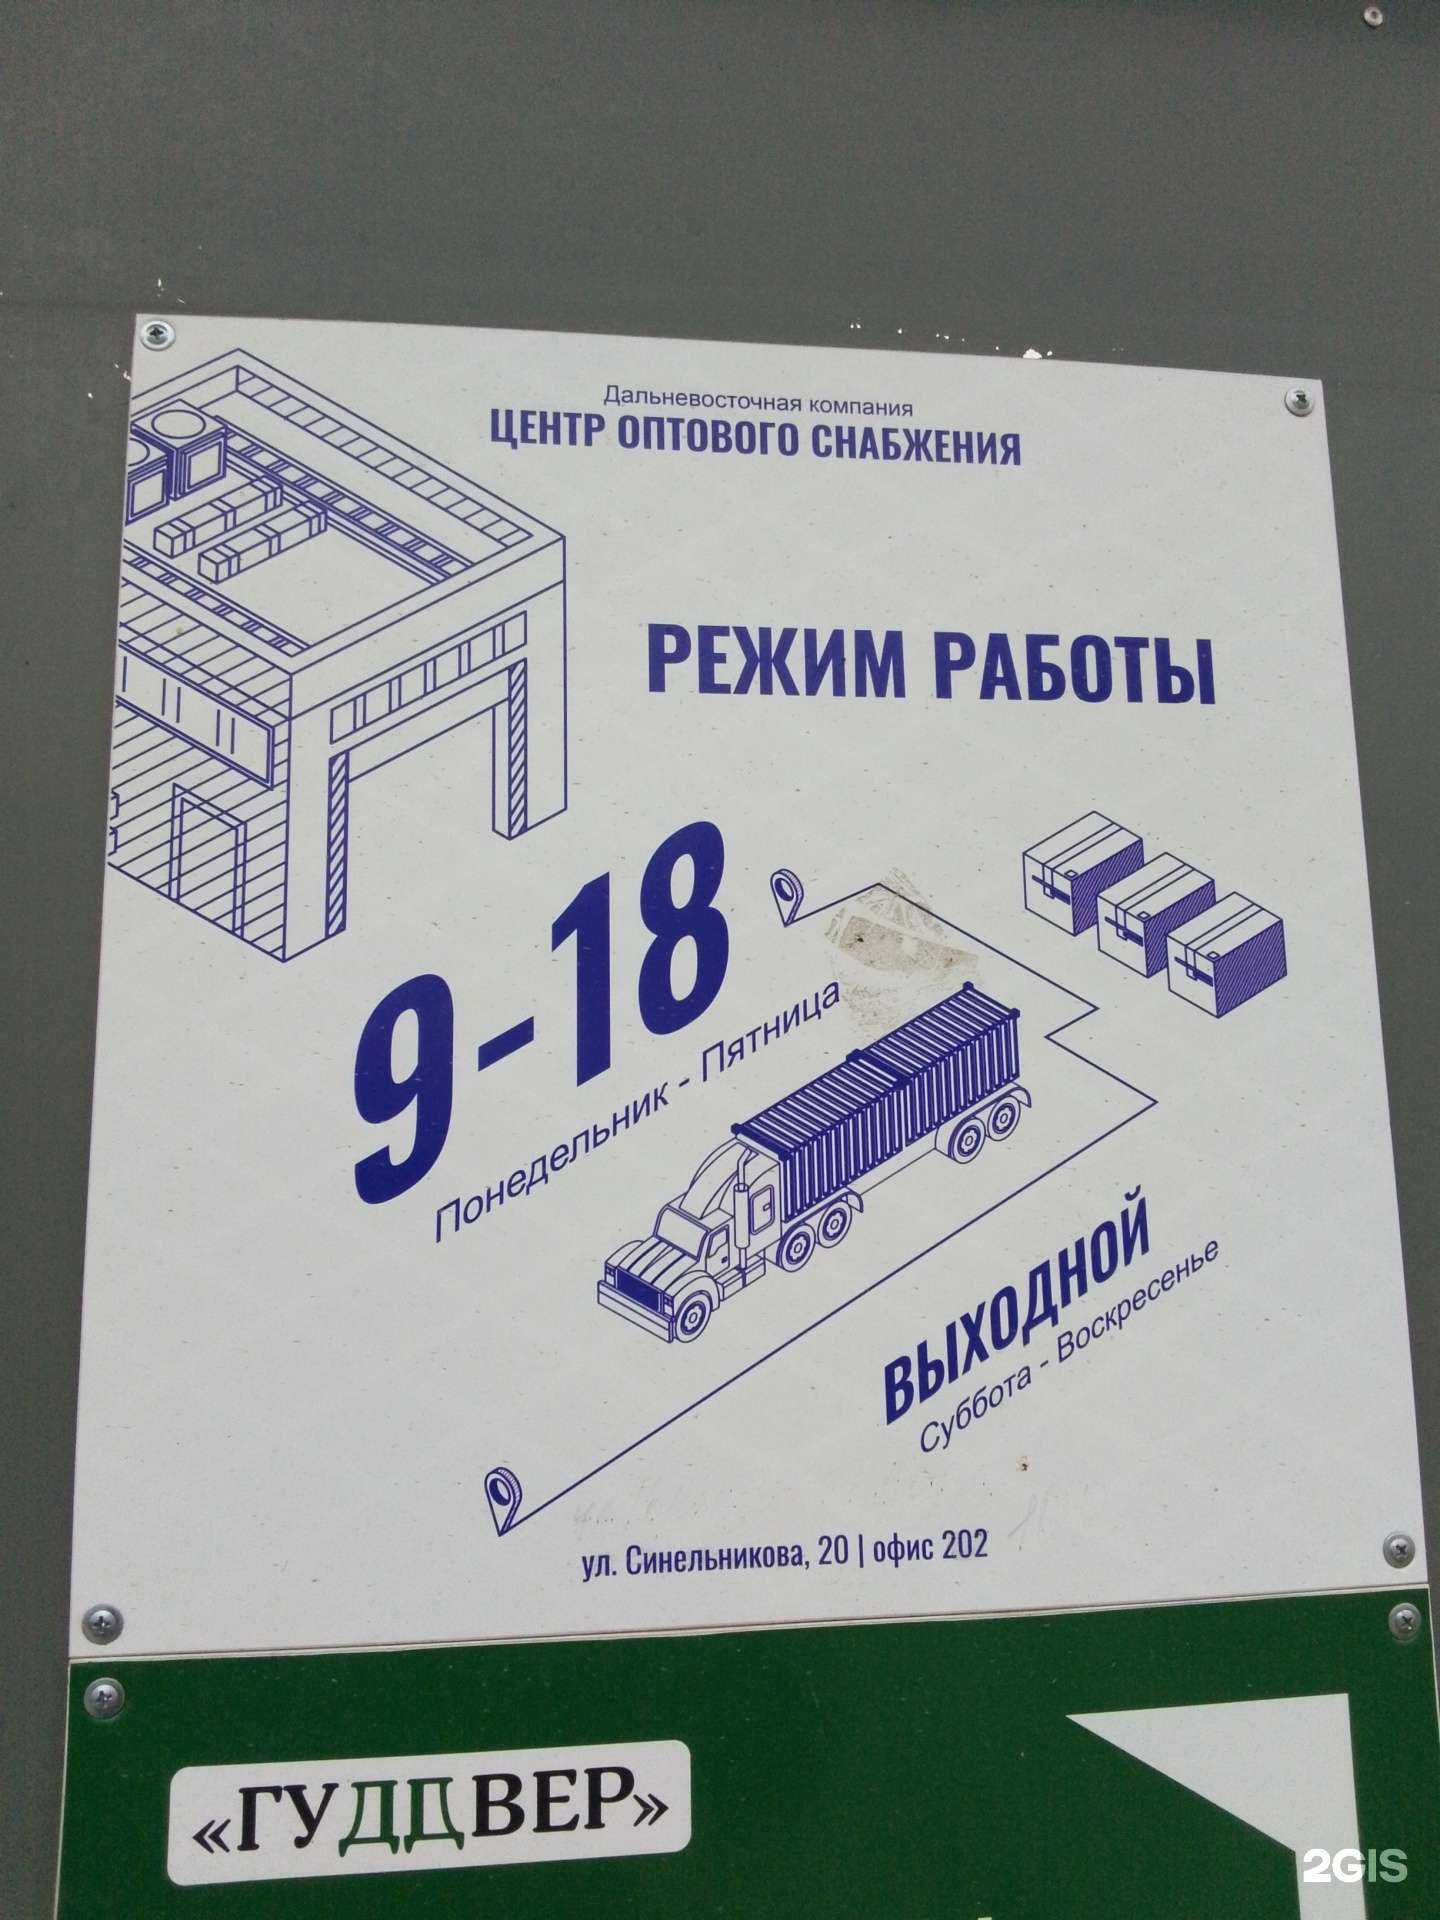 Дальневосточная компания
ЦЕНТР ОПТОВОГО СНАБЖЕНИЯ
РЕЖИМ РАБОТЫ
9-18
Понедельник - Пятница
ВЫХОДНОЙ
Суббота - Воскресенье
ул. Синельникова, 20 | офис 202
«ГУДДВЕР»
2GIS